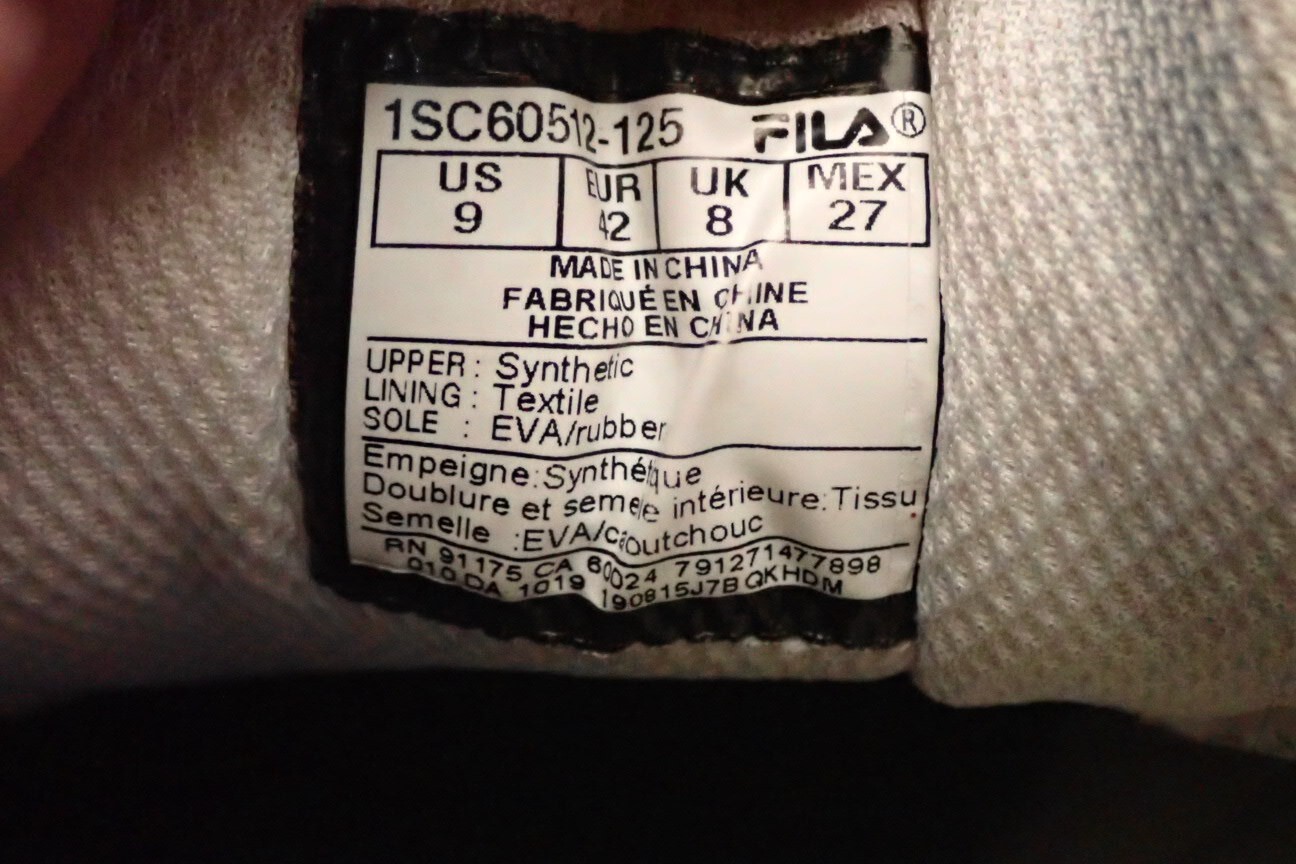 1SC60512-125 FILA®
US EUR UK MEX
9 42 8 27
MADE IN CHINA
FABRIQUÉ EN CHINE
HECHO EN CHINA
UPPER : Synthetic
LINING : Textile
SOLE : EVA/rubber
Empeigne:Synthétique
Doublure et semelle intérieure:Tissu
Semelle :EVA/caoutchouc
RN 91175 CA 60024 791271477898
010 DA 1019 190815J7B QKHDM